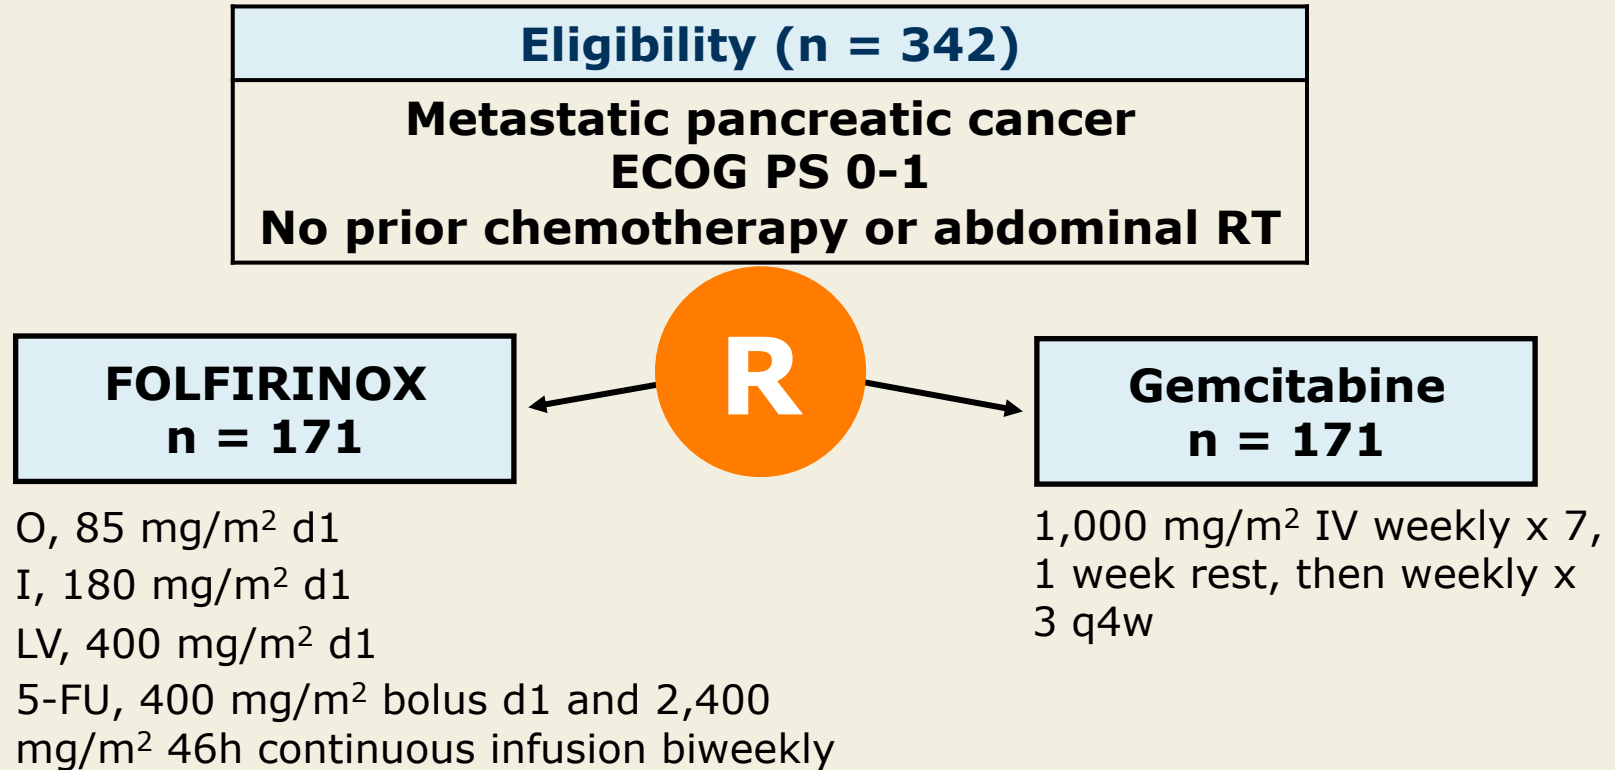 Eligibility (n = 342)
Metastatic pancreatic cancer
ECOG PS 0-1
No prior chemotherapy or abdominal RT
R
FOLFIRINOX
n = 171
O, 85 mg/m² d1
I, 180 mg/m² d1
LV, 400 mg/m² d1
5-FU, 400 mg/m² bolus d1 and 2,400
mg/m² 46h continuous infusion biweekly
Gemcitabine
n = 171
1,000 mg/m² IV weekly x 7,
1 week rest, then weekly x
3 q4w